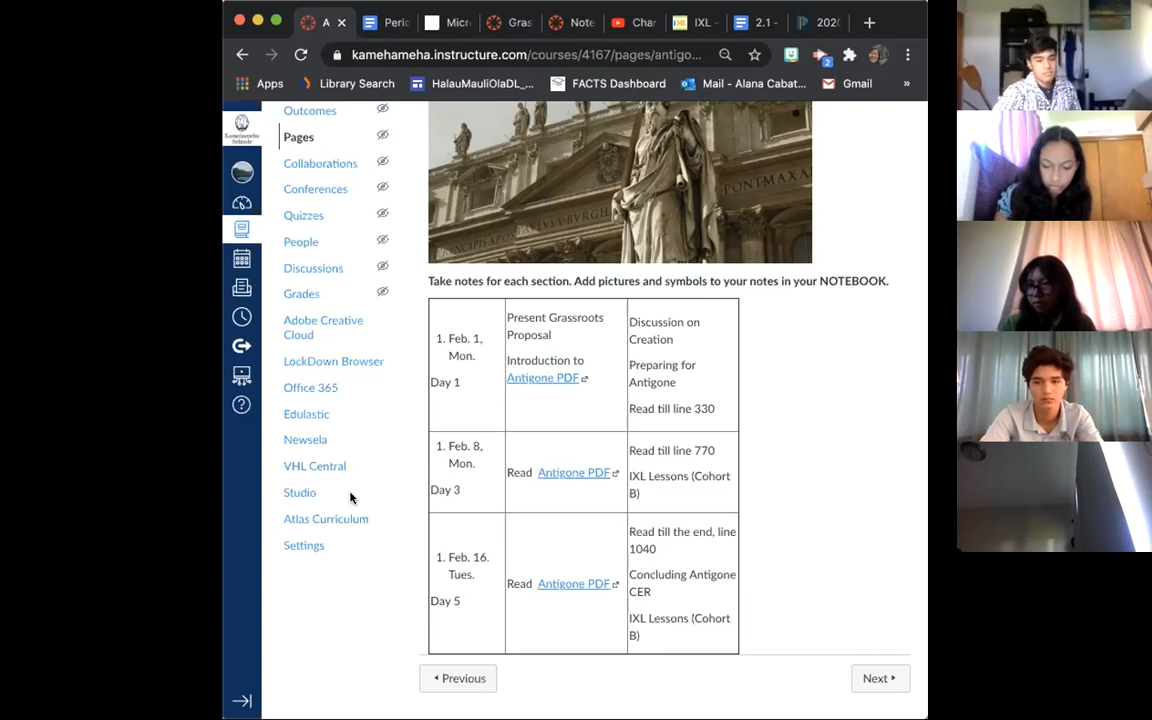 A
Perio
Micr
Gras
Note
Char
IXL -
2.1 -
202
kamehameha.instructure.com/courses/4167/pages/antigo...
2
Apps
Library Search
HalauMauliOlaDL_...
FACTS Dashboard
Mail - Alana Cabat...
Gmail
»
Outcomes
Pages
Collaborations
Conferences
Quizzes
People
Discussions
Grades
Adobe Creative
Cloud
LockDown Browser
Office 365
Edulastic
Newsela
VHL Central
Studio
Atlas Curriculum
Settings
Kamehameha
Schools
PONTMAXA
Take notes for each section. Add pictures and symbols to your notes in your NOTEBOOK.
1. Feb. 1,
Mon.
Day 1
Present Grassroots
Proposal
Introduction to
Antigone PDF
Discussion on
Creation
Preparing for
Antigone
Read till line 330
1. Feb. 8,
Mon.
Day 3
Read Antigone PDF
Read till line 770
IXL Lessons (Cohort
B)
1. Feb. 16.
Tues.
Day 5
Read Antigone PDF
Read till the end, line
1040
Concluding Antigone
CER
IXL Lessons (Cohort
B)
Previous
Next